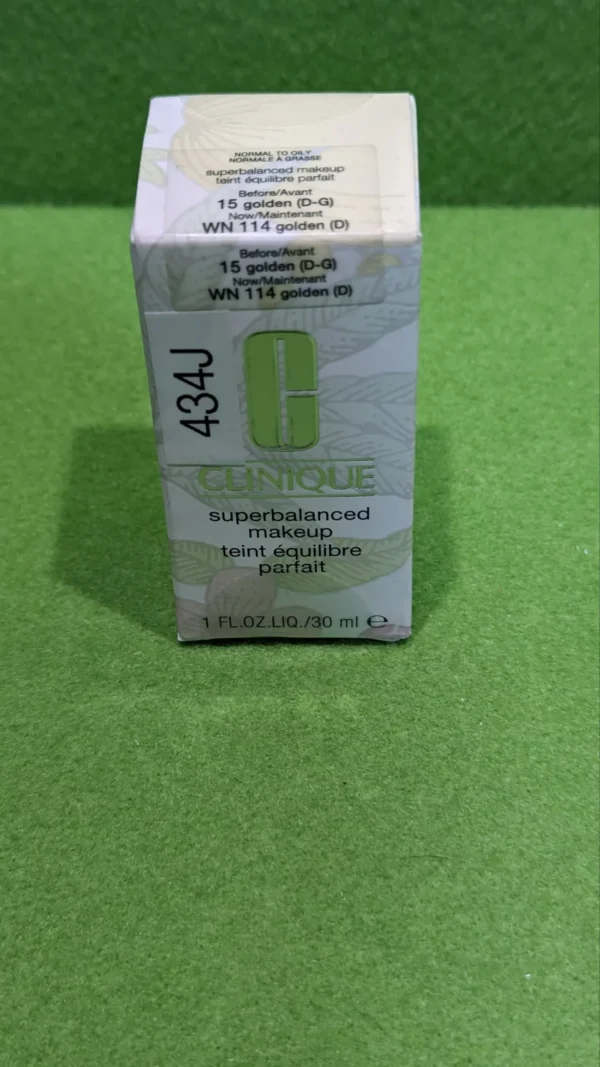 NORMAL TO OILY
NORMALE À GRASSE
superbalanced makeup
teint équilibre parfait
Before/Avant
15 golden (D-G)
Now/Maintenant
WN 114 golden (D)
Before/Avant
15 golden (D-G)
Now/Maintenant
WN 114 golden (D)
434J
CLINIQUE
superbalanced
makeup
teint équilibre
parfait
1 FL.OZ.LIQ./30 ml ℮